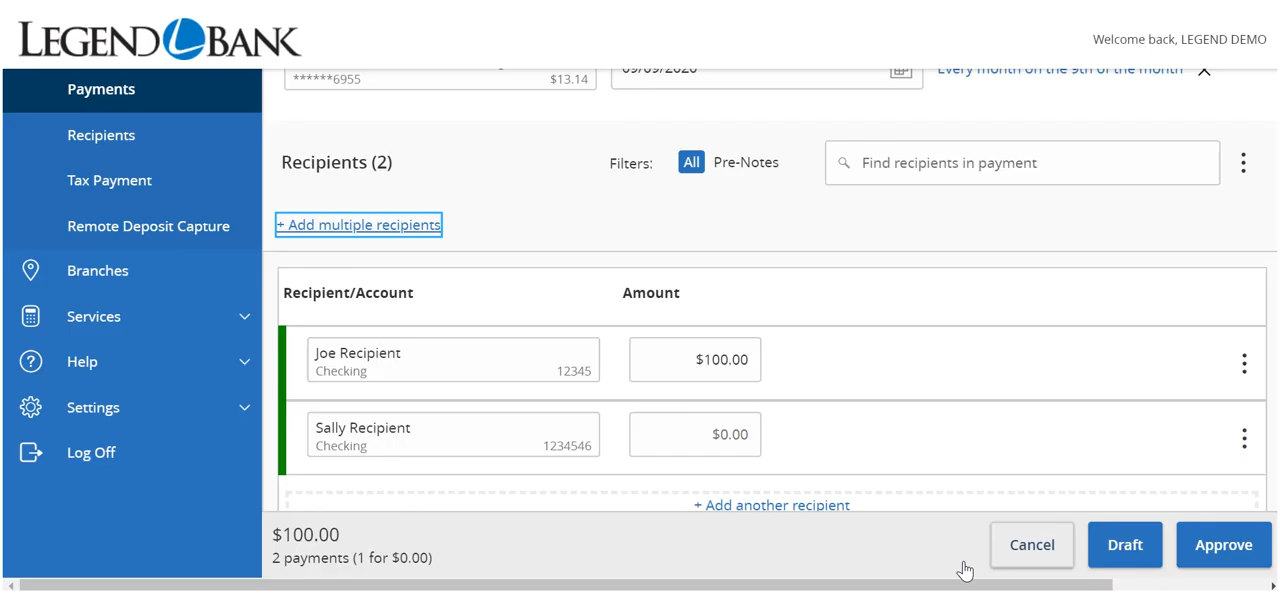 LEGEND BANK
Welcome back, LEGEND DEMO
Payments
Recipients
Tax Payment
Remote Deposit Capture
Branches
Services
Help
Settings
Log Off
******6955 $13.14
09/09/2020
Every month on the 9th of the month
Recipients (2) Filters: All Pre-Notes Find recipients in payment
+ Add multiple recipients
Recipient/Account Amount
Joe Recipient $100.00
Checking 12345
Sally Recipient $0.00
Checking 1234546
+ Add another recipient
$100.00
2 payments (1 for $0.00)
Cancel Draft Approve